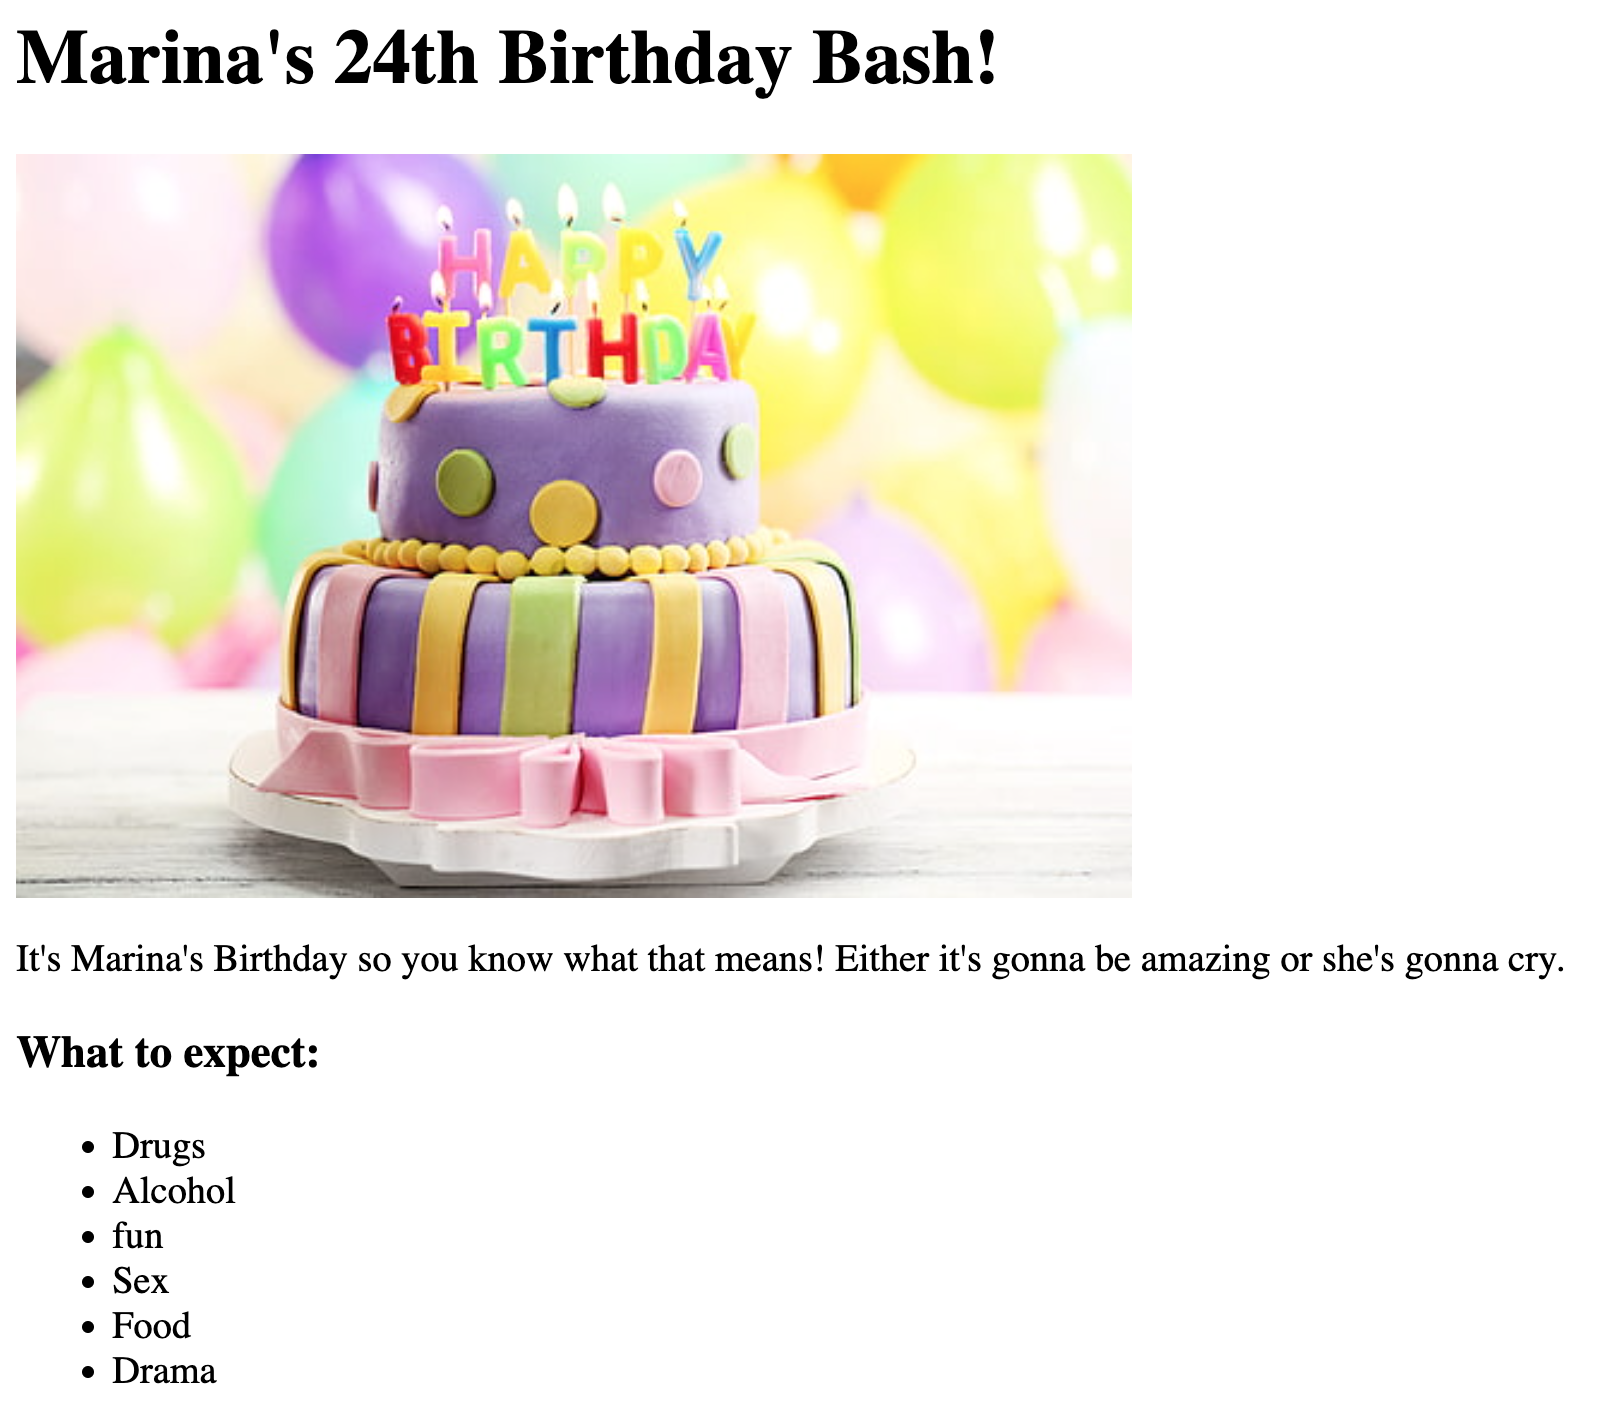 Marina's 24th Birthday Bash!
HAPPY
BIRTHDAY
It's Marina's Birthday so you know what that means! Either it's gonna be amazing or she's gonna cry.
What to expect:
Drugs
Alcohol
fun
Sex
Food
Drama